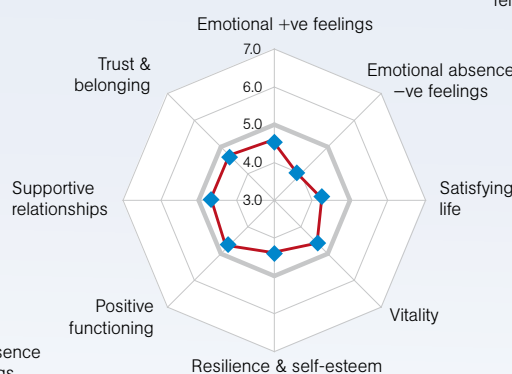 Emotional +ve feelings
7.0
Trust &
belonging
Emotional absence
–ve feelings
6.0
5.0
4.0
Supportive
relationships
3.0
Satisfying
life
Positive
functioning
Vitality
Resilience & self-esteem